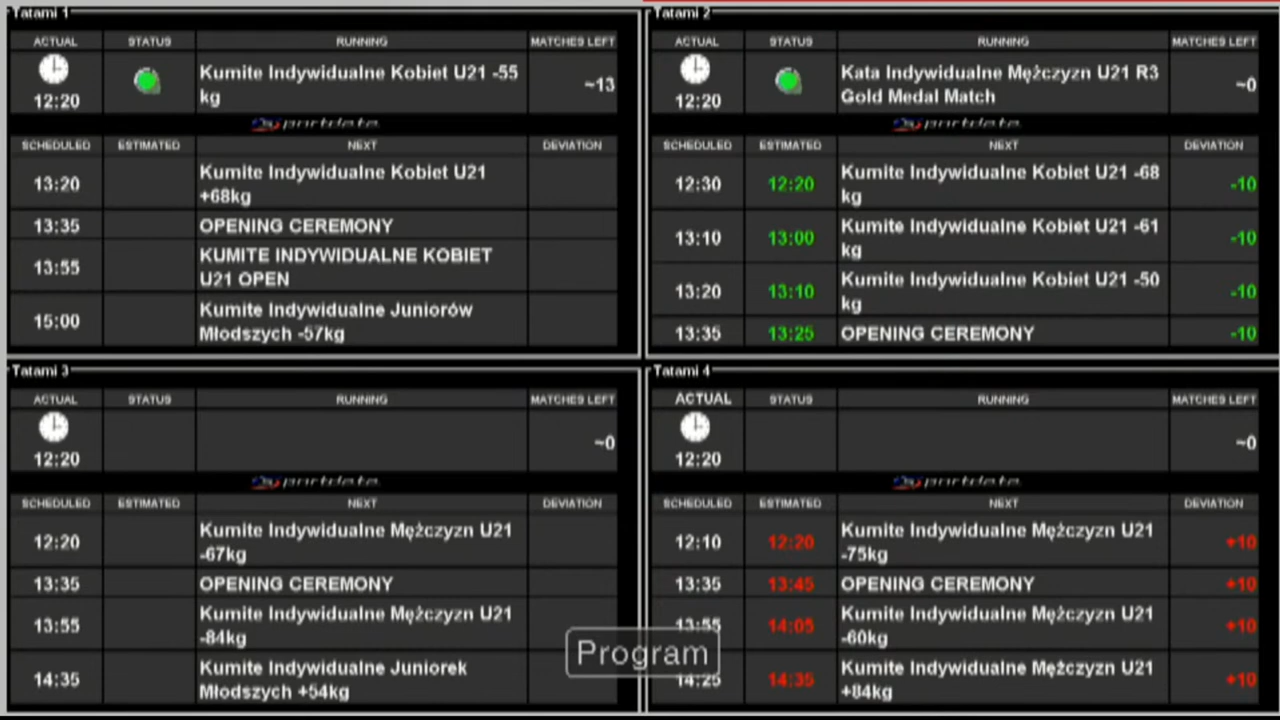 Tatami 1
ACTUAL STATUS RUNNING MATCHES LEFT
12:20 Kumite Indywidualne Kobiet U21 -55 ~13
kg
Sportdata
SCHEDULED ESTIMATED NEXT DEVIATION
13:20 Kumite Indywidualne Kobiet U21
+68kg
13:35 OPENING CEREMONY
13:55 KUMITE INDYWIDUALNE KOBIET
U21 OPEN
15:00 Kumite Indywidualne Juniorów
Młodszych -57kg
Tatami 2
ACTUAL STATUS RUNNING MATCHES LEFT
12:20 Kata Indywidualne Mężczyzn U21 R3 ~0
Gold Medal Match
Sportdata
SCHEDULED ESTIMATED NEXT DEVIATION
12:30 12:20 Kumite Indywidualne Kobiet U21 -68 -10
kg
13:10 13:00 Kumite Indywidualne Kobiet U21 -61 -10
kg
13:20 13:10 Kumite Indywidualne Kobiet U21 -50 -10
kg
13:35 13:25 OPENING CEREMONY -10
Tatami 3
ACTUAL STATUS RUNNING MATCHES LEFT
12:20 ~0
Sportdata
SCHEDULED ESTIMATED NEXT DEVIATION
12:20 Kumite Indywidualne Mężczyzn U21
-67kg
13:35 OPENING CEREMONY
13:55 Kumite Indywidualne Mężczyzn U21
-84kg
14:35 Kumite Indywidualne Juniorek
Młodszych +54kg
Tatami 4
ACTUAL STATUS RUNNING MATCHES LEFT
12:20 ~0
Sportdata
SCHEDULED ESTIMATED NEXT DEVIATION
12:10 12:20 Kumite Indywidualne Mężczyzn U21 +10
-75kg
13:35 13:45 OPENING CEREMONY +10
13:55 14:05 Kumite Indywidualne Mężczyzn U21 +10
-60kg
14:25 14:35 Kumite Indywidualne Mężczyzn U21 +10
+84kg
Program